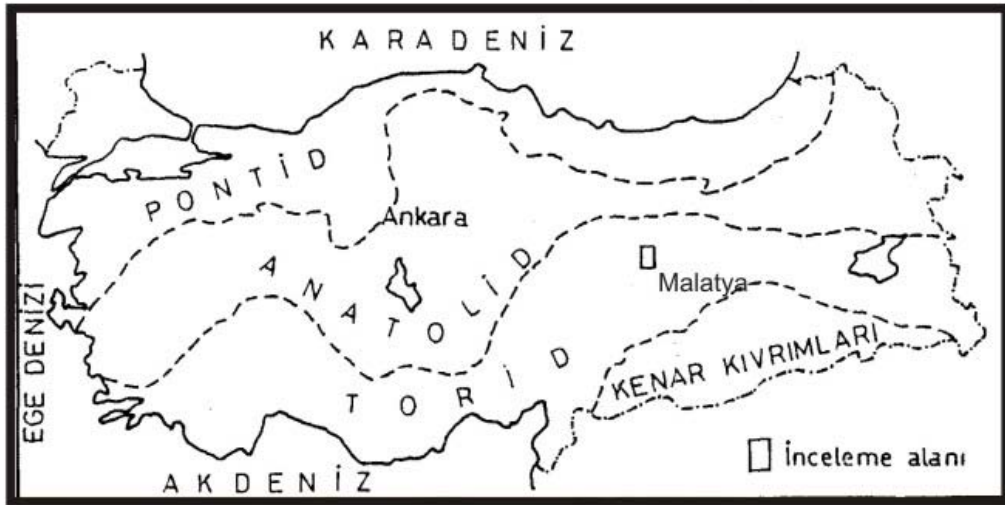 KARADENİZ
PONTİD
Ankara
ANATOLİD
Malatya
EGE DENİZİ
TORİD
KENAR KIVRIMLARI
AKDENİZ
İnceleme alanı